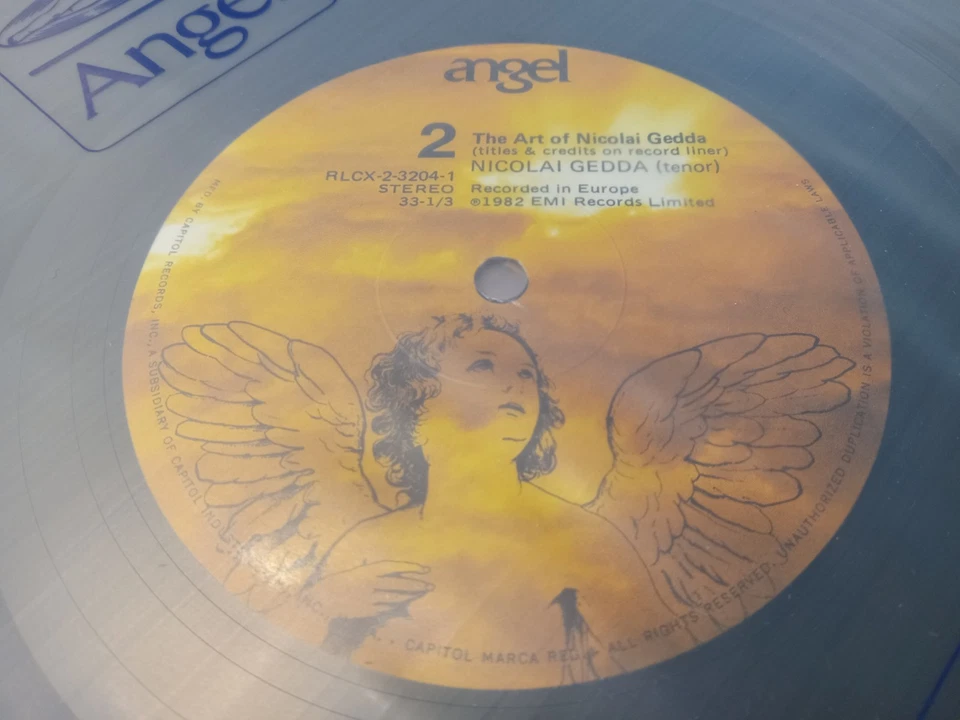 Angel
angel
2
The Art of Nicolai Gedda
(titles & credits on record liner)
NICOLAI GEDDA (tenor)
RLCX-2-3204-1
STEREO
33-1/3
Recorded in Europe
℗1982 EMI Records Limited
MFD. BY CAPITOL RECORDS, INC., A SUBSIDIARY OF CAPITOL INDUSTRIES INC. · CAPITOL MARCA REG. · ALL RIGHTS RESERVED. UNAUTHORIZED DUPLICATION IS A VIOLATION OF APPLICABLE LAWS